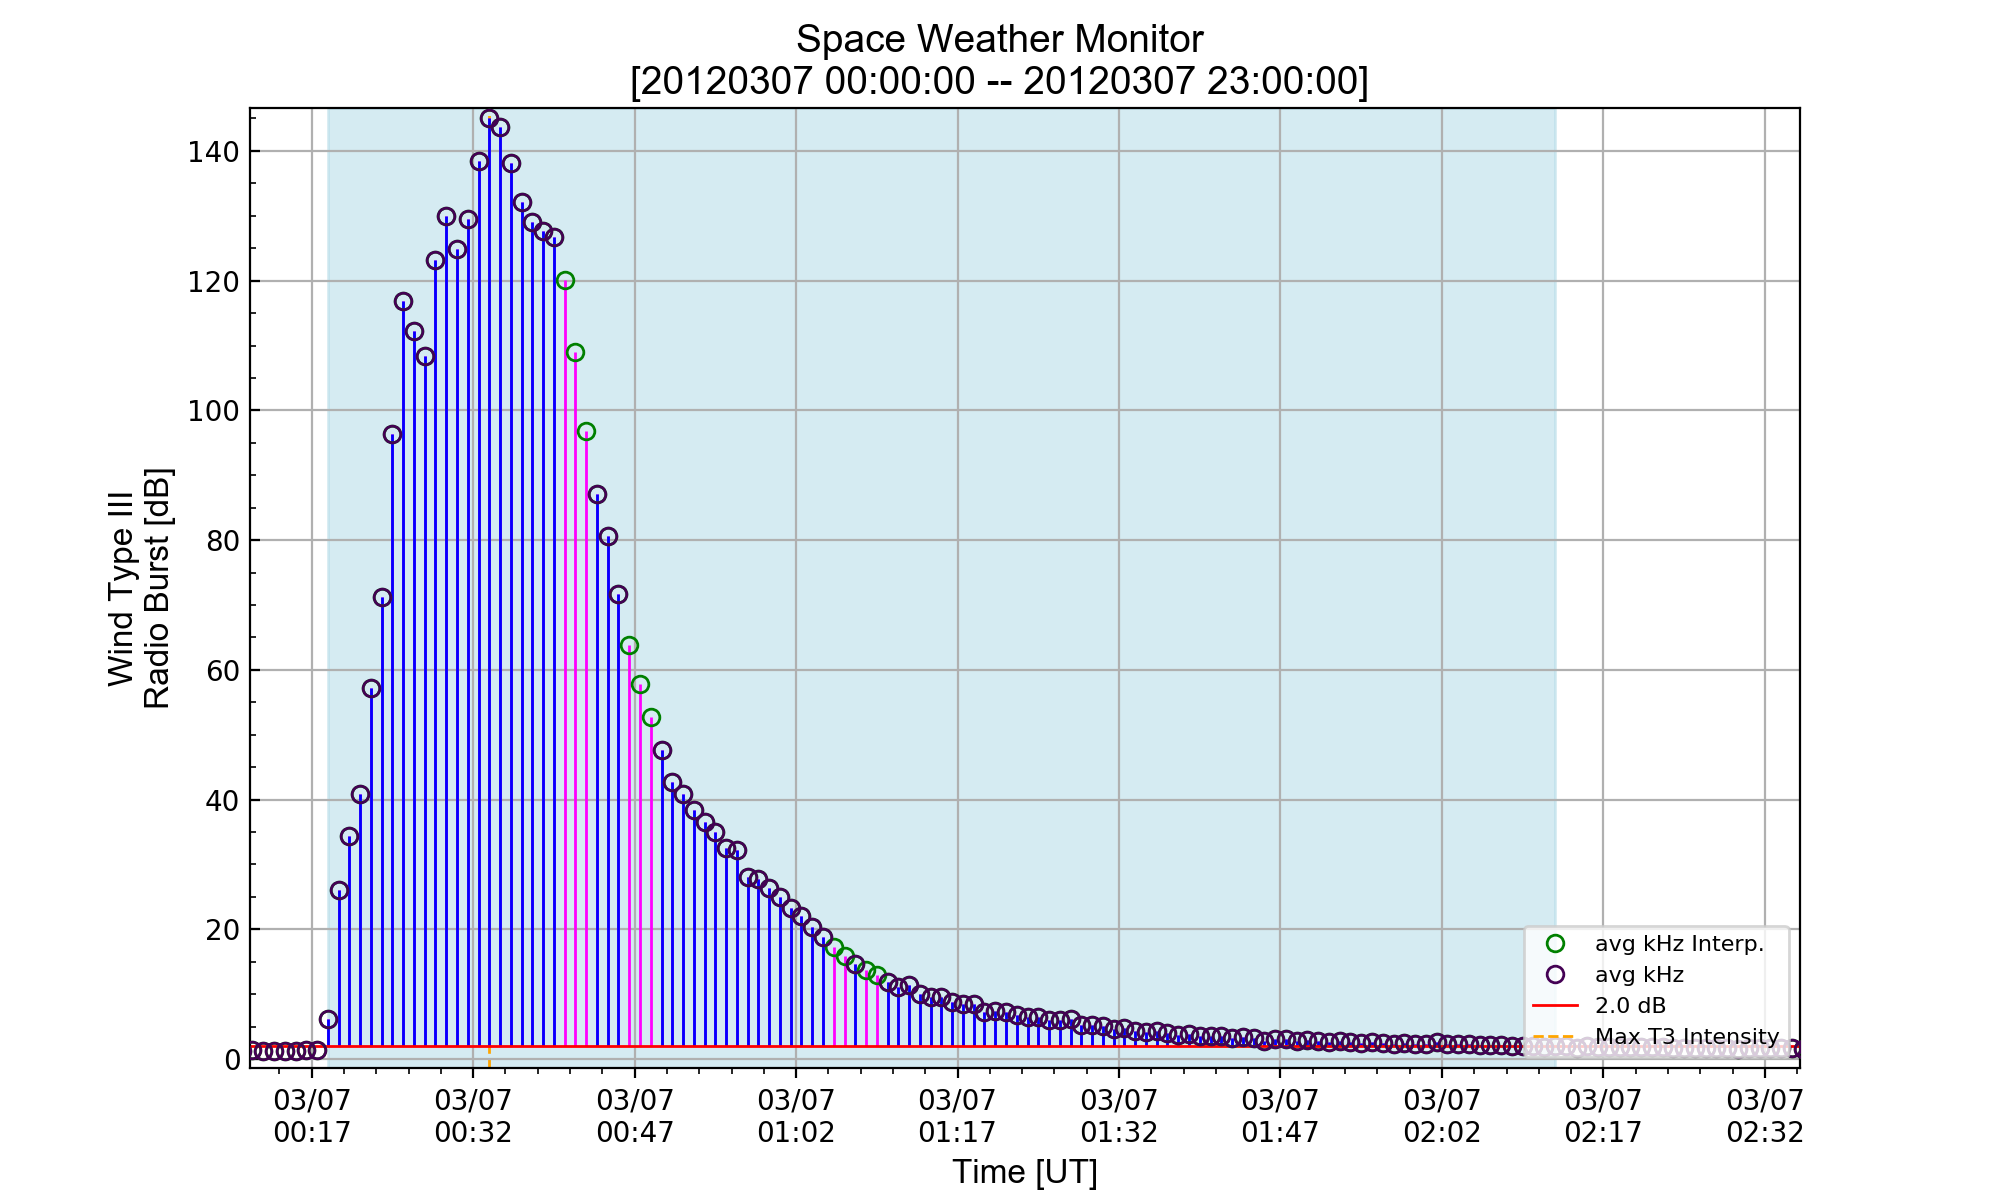 Space Weather Monitor
[20120307 00:00:00 -- 20120307 23:00:00]
Wind Type III
Radio Burst [dB]
140
120
100
80
60
40
20
0
avg kHz Interp.
avg kHz
2.0 dB
Max T3 Intensity
03/07 03/07 03/07 03/07 03/07 03/07 03/07 03/07 03/07 03/07
00:17 00:32 00:47 01:02 01:17 01:32 01:47 02:02 02:17 02:32
Time [UT]